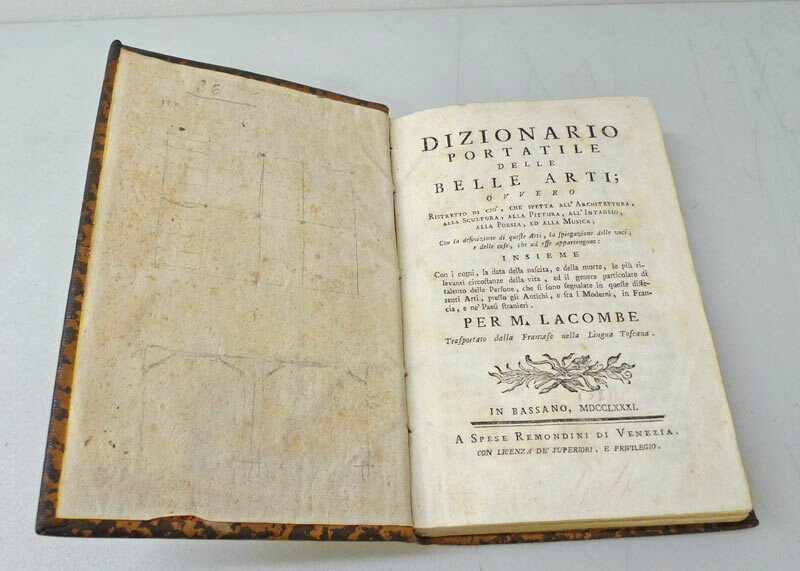 36
DIZIONARIO
PORTATILE
DELLE
BELLE ARTI;
OVVERO
RISTRETTO DI CIO', CHE SPETTA ALL' ARCHITETTURA,
ALLA SCULTURA, ALLA PITTURA, ALL' INTAGLIO,
ALLA POESIA, ED ALLA MUSICA;
Con la definizione di queste Arti, la spiegazione delle voci,
e delle cose, che ad esse appartengono:
INSIEME
Con i nomi, la data della nascita, e della morte, le più ri-
levanti circostanze della vita, ed il genere particolare di
talento delle Persone, che si sono segnalate in queste diffe-
renti Arti, presso gli Antichi, e fra i Moderni, in Fran-
cia, e ne' Paesi stranieri.
PER M. LACOMBE
Trasportato dalla Franzese nella Lingua Toscana.
IN BASSANO, MDCCLXXXI.
A SPESE REMONDINI DI VENEZIA.
CON LICENZA DE' SUPERIORI, E PRIVILEGIO.